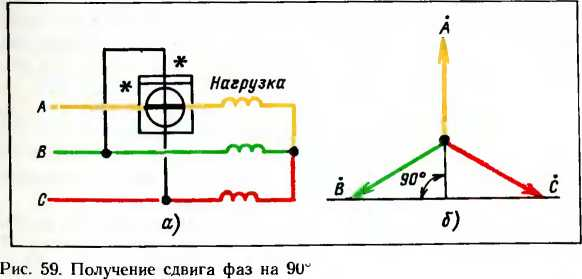 *
*
Нагрузка
A
B
C
а)
Ȧ
Ḃ
90°
Ċ
б)
Рис. 59. Получение сдвига фаз на 90°